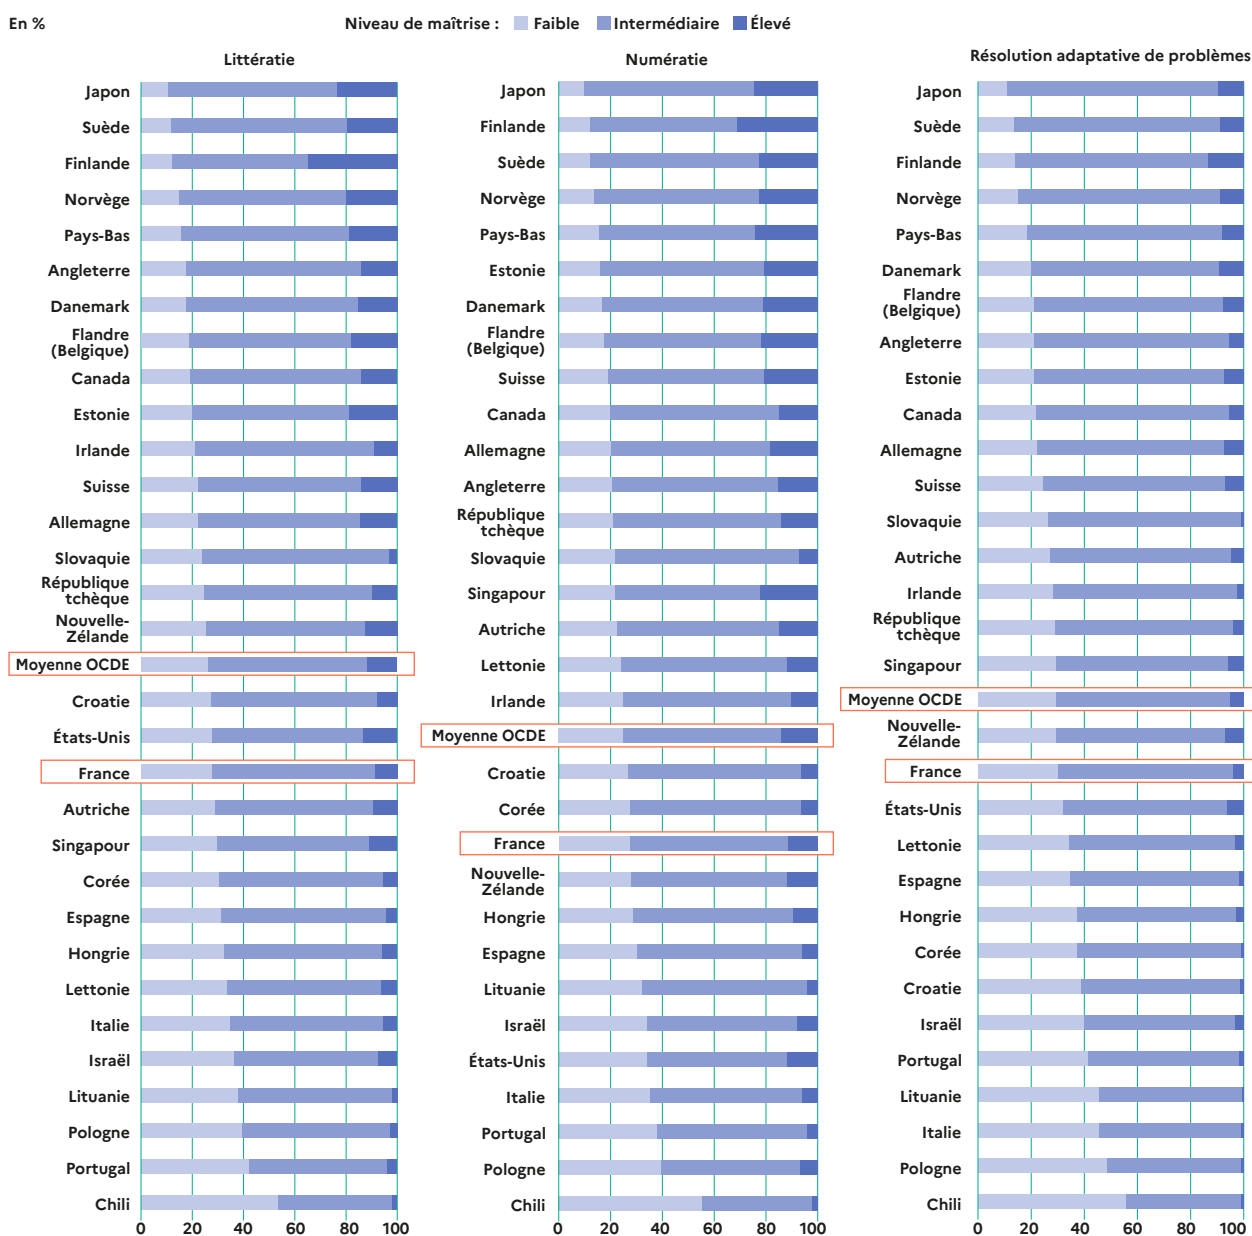 En %
Niveau de maîtrise : Faible Intermédiaire Élevé
Littératie
Japon
Suède
Finlande
Norvège
Pays-Bas
Angleterre
Danemark
Flandre
(Belgique)
Canada
Estonie
Irlande
Suisse
Allemagne
Slovaquie
République
tchèque
Nouvelle-
Zélande
Moyenne OCDE
Croatie
États-Unis
France
Autriche
Singapour
Corée
Espagne
Hongrie
Lettonie
Italie
Israël
Lituanie
Pologne
Portugal
Chili
0 20 40 60 80 100
Numératie
Japon
Finlande
Suède
Norvège
Pays-Bas
Estonie
Danemark
Flandre
(Belgique)
Suisse
Canada
Allemagne
Angleterre
République
tchèque
Slovaquie
Singapour
Autriche
Lettonie
Irlande
Moyenne OCDE
Croatie
Corée
France
Nouvelle-
Zélande
Hongrie
Espagne
Lituanie
Israël
États-Unis
Italie
Portugal
Pologne
Chili
0 20 40 60 80 100
Résolution adaptative de problèmes
Japon
Suède
Finlande
Norvège
Pays-Bas
Danemark
Flandre
(Belgique)
Angleterre
Estonie
Canada
Allemagne
Suisse
Slovaquie
Autriche
Irlande
République
tchèque
Singapour
Moyenne OCDE
Nouvelle-
Zélande
France
États-Unis
Lettonie
Espagne
Hongrie
Corée
Croatie
Israël
Portugal
Lituanie
Italie
Pologne
Chili
0 20 40 60 80 100